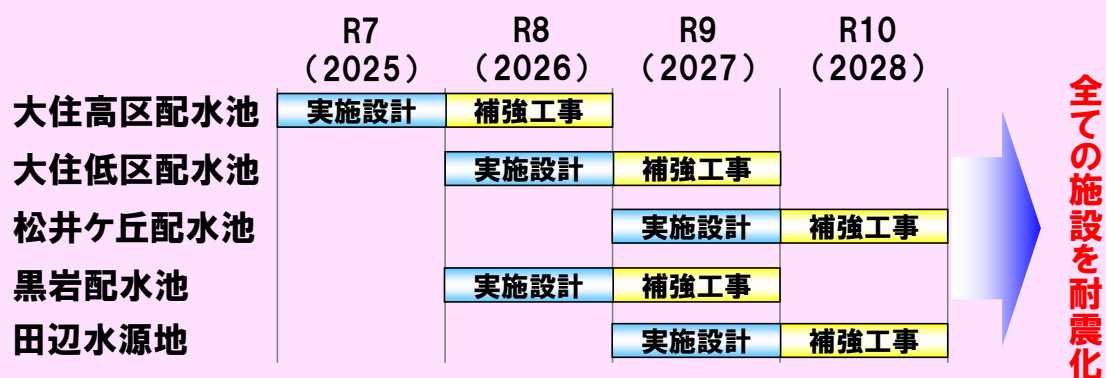 R7 R8 R9 R10
（2025） （2026） （2027） （2028）
大住高区配水池 実施設計 補強工事
大住低区配水池 実施設計 補強工事
松井ケ丘配水池 実施設計 補強工事
黒岩配水池 実施設計 補強工事
田辺水源地 実施設計 補強工事
全ての施設を耐震化